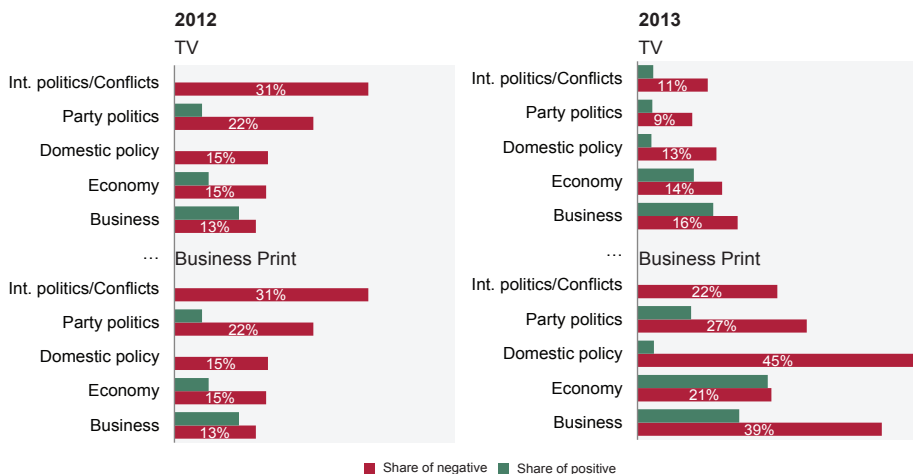 2012
TV
Int. politics/Conflicts
31%
Party politics
22%
Domestic policy
15%
Economy
15%
Business
13%
...
Business Print
Int. politics/Conflicts
31%
Party politics
22%
Domestic policy
15%
Economy
15%
Business
13%
2013
TV
Int. politics/Conflicts
11%
Party politics
9%
Domestic policy
13%
Economy
14%
Business
16%
...
Business Print
Int. politics/Conflicts
22%
Party politics
27%
Domestic policy
45%
Economy
21%
Business
39%
Share of negative
Share of positive